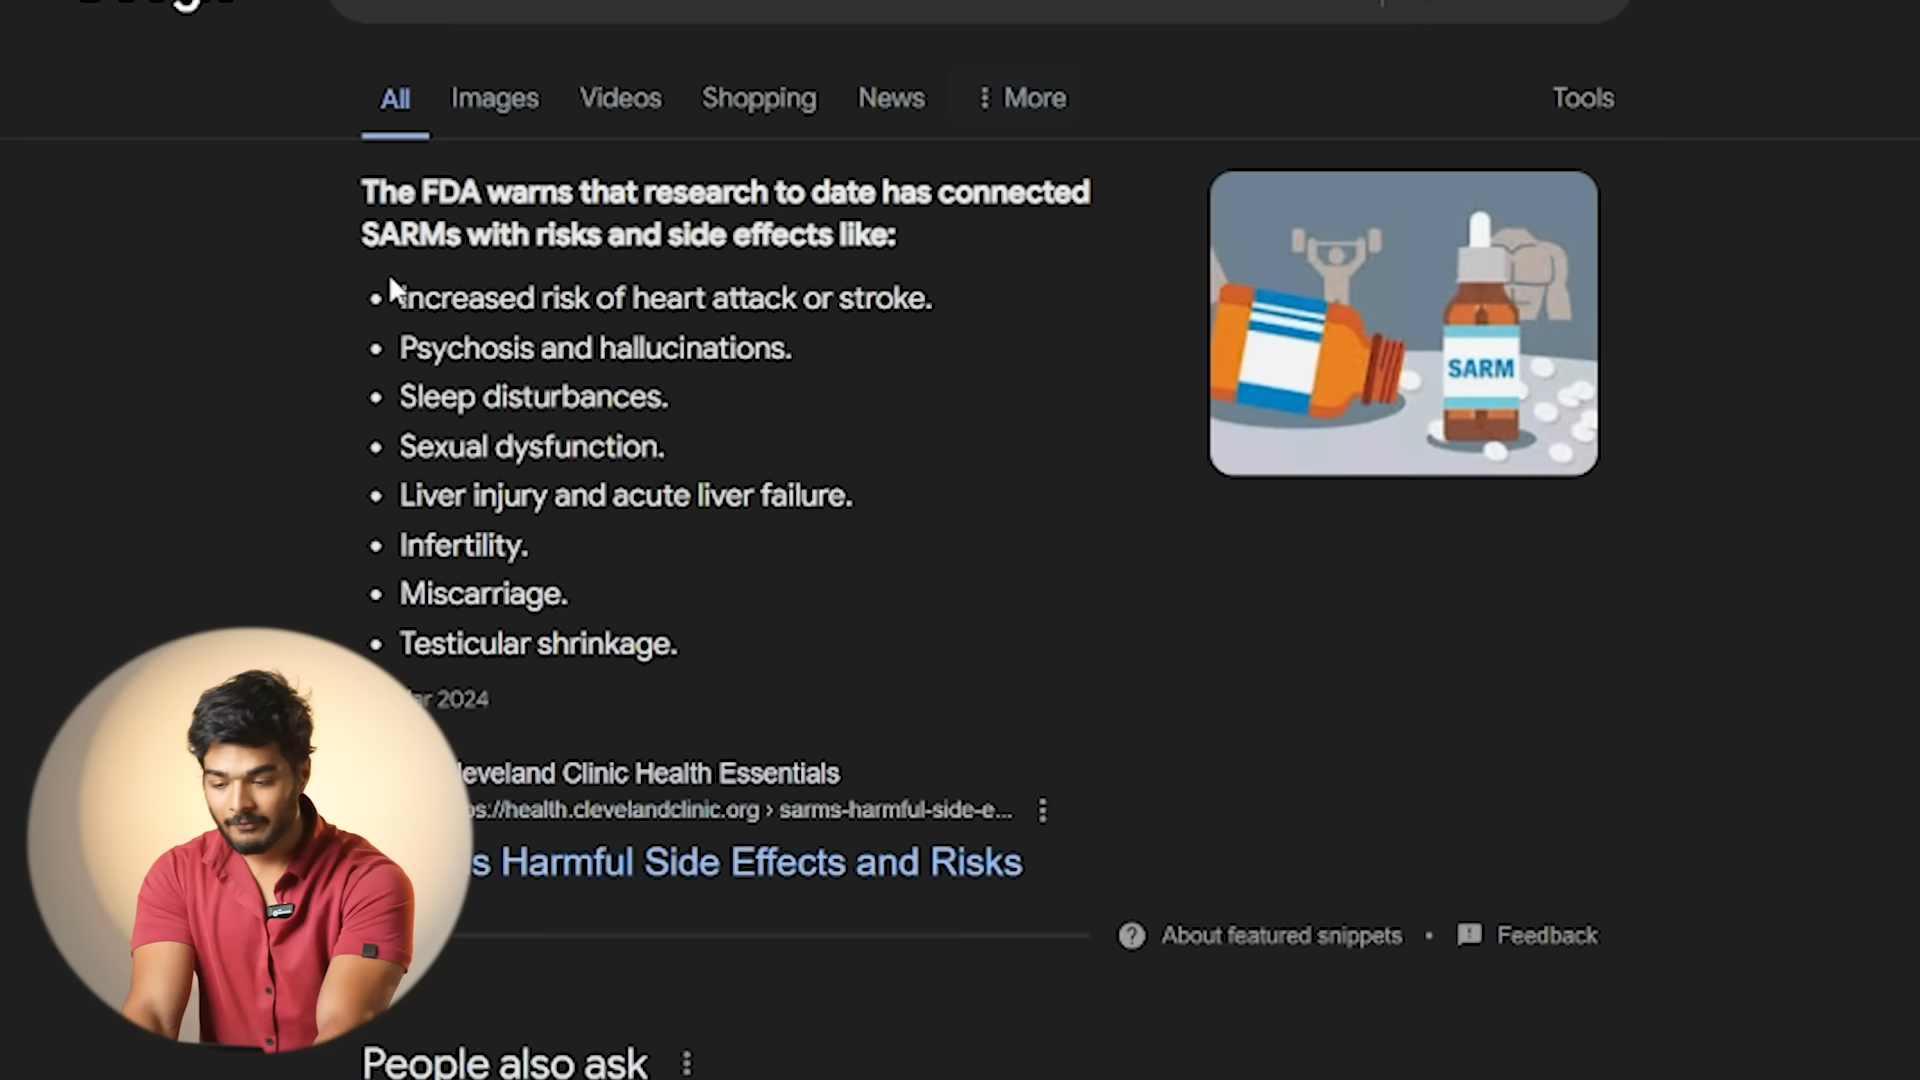 All Images Videos Shopping News More Tools
The FDA warns that research to date has connected
SARMs with risks and side effects like:
• Increased risk of heart attack or stroke.
• Psychosis and hallucinations.
• Sleep disturbances.
• Sexual dysfunction.
• Liver injury and acute liver failure.
• Infertility.
• Miscarriage.
• Testicular shrinkage.
2024
SARM
leveland Clinic Health Essentials
ps://health.clevelandclinic.org › sarms-harmful-side-e...
s Harmful Side Effects and Risks
About featured snippets • Feedback
People also ask